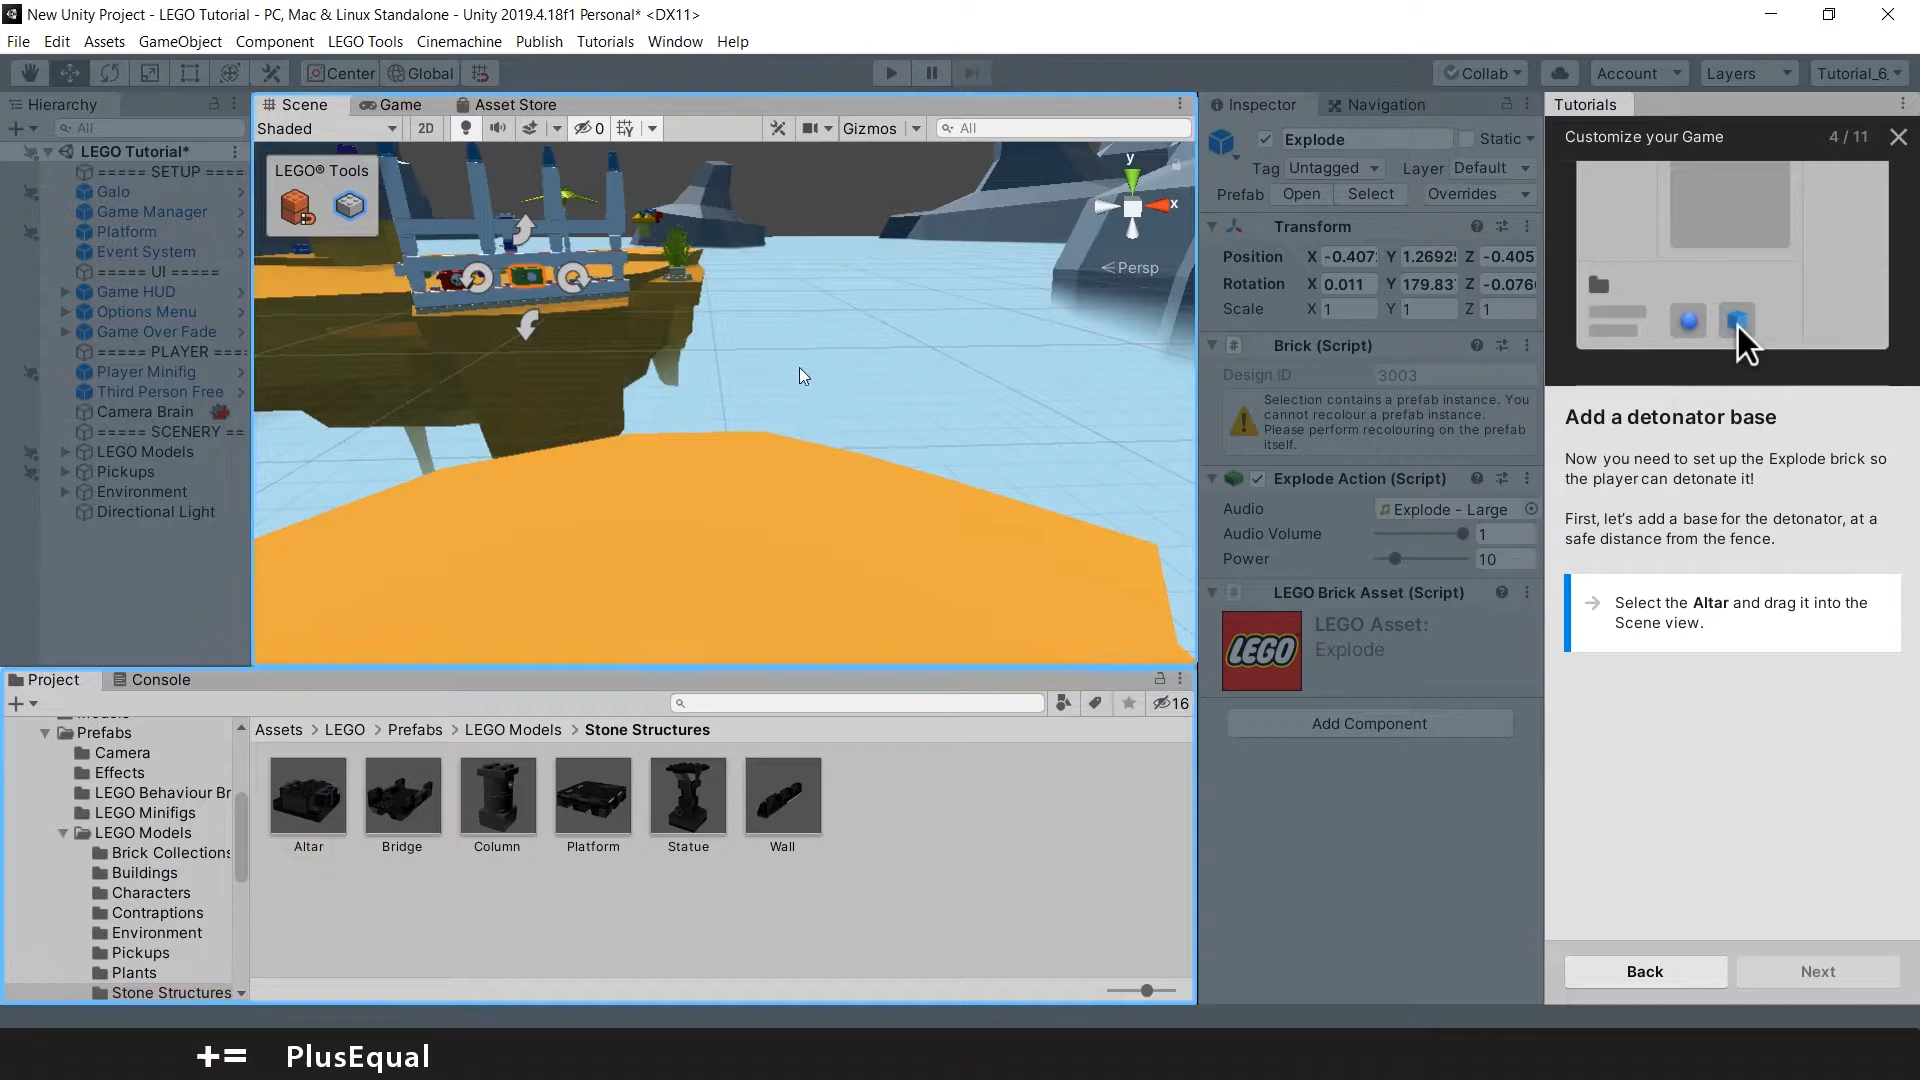 New Unity Project - LEGO Tutorial - PC, Mac & Linux Standalone - Unity 2019.4.18f1 Personal* <DX11>
File Edit Assets GameObject Component LEGO Tools Cinemachine Publish Tutorials Window Help
Center Global Collab Account Layers Tutorial_6.
Hierarchy
All
LEGO Tutorial*
===== SETUP ====
Galo
Game Manager
Platform
Event System
===== UI =====
Game HUD
Options Menu
Game Over Fade
===== PLAYER ====
Player Minifig
Third Person Free
Camera Brain
===== SCENERY ==
LEGO Models
Pickups
Environment
Directional Light
Scene Game Asset Store
Shaded 2D 0 Gizmos All
LEGO® Tools
y
x
Persp
Inspector Navigation
Explode Static
Tag Untagged Layer Default
Prefab Open Select Overrides
Transform
Position X -0.407 Y 1.2692 Z -0.405
Rotation X 0.011 Y 179.83 Z -0.076
Scale X 1 Y 1 Z 1
Brick (Script)
Design ID 3003
Selection contains a prefab instance. You
cannot recolour a prefab instance.
Please perform recolouring on the prefab
itself.
Explode Action (Script)
Audio Explode - Large
Audio Volume 1
Power 10
LEGO Brick Asset (Script)
LEGO
LEGO Asset:
Explode
Add Component
Tutorials
Customize your Game 4 / 11
Add a detonator base
Now you need to set up the Explode brick so
the player can detonate it!
First, let's add a base for the detonator, at a
safe distance from the fence.
Select the Altar and drag it into the
Scene view.
Back Next
Project Console
16
Prefabs
Camera
Effects
LEGO Behaviour Br
LEGO Minifigs
LEGO Models
Brick Collections
Buildings
Characters
Contraptions
Environment
Pickups
Plants
Stone Structures
Assets > LEGO > Prefabs > LEGO Models > Stone Structures
Altar Bridge Column Platform Statue Wall
+= PlusEqual